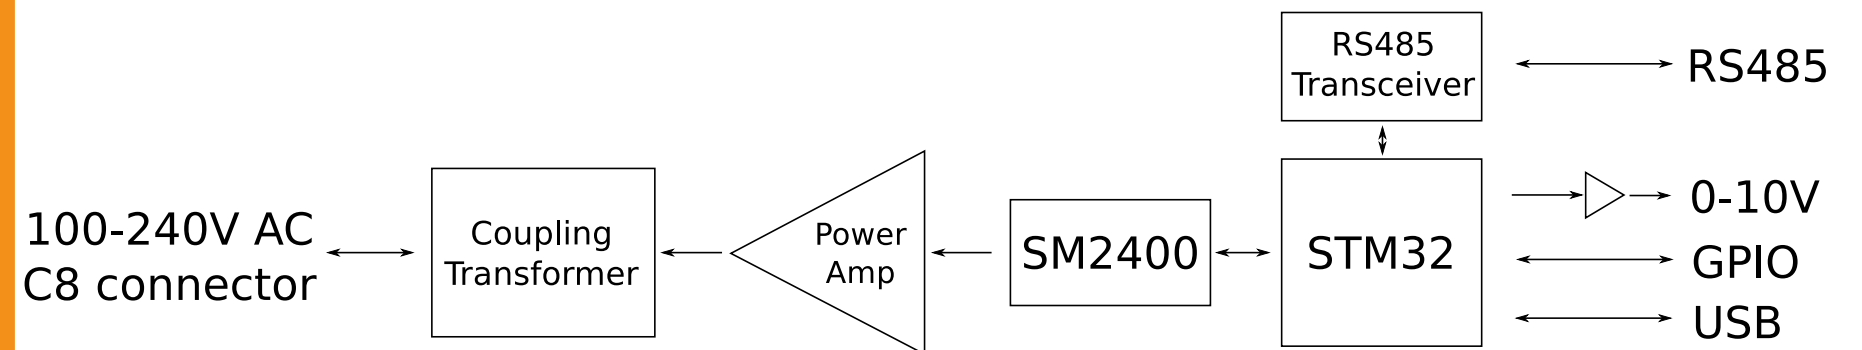 100-240V AC
C8 connector
Coupling
Transformer
Power
Amp
SM2400
STM32
RS485
Transceiver
RS485
0-10V
GPIO
USB